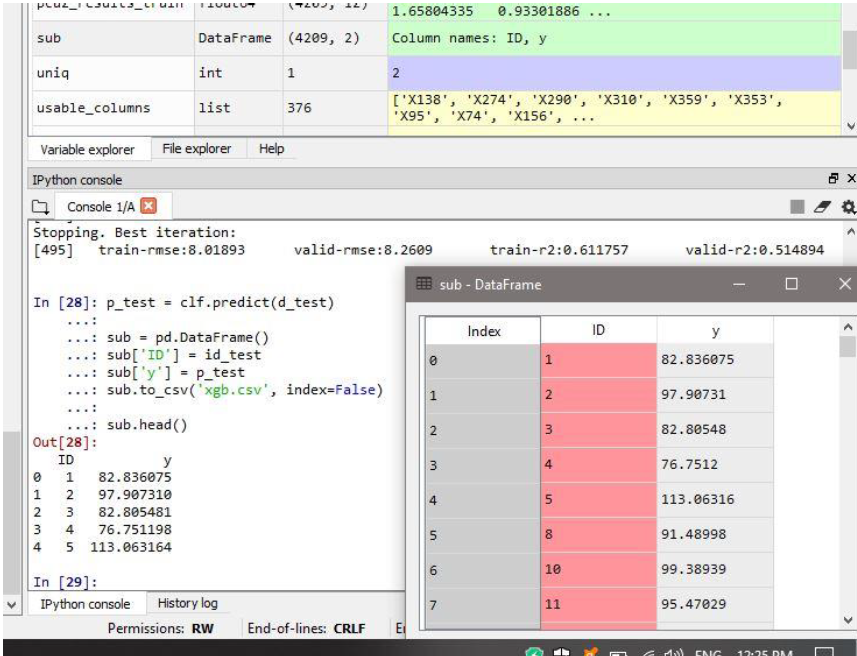 1.65804335 0.93301886 ...
sub DataFrame (4209, 2) Column names: ID, y
uniq int 1 2
usable_columns list 376 ['X138', 'X274', 'X290', 'X310', 'X359', 'X353',
'X95', 'X74', 'X156', ...
Variable explorer File explorer Help
IPython console
Console 1/A
Stopping. Best iteration:
[495] train-rmse:8.01893 valid-rmse:8.2609 train-r2:0.611757 valid-r2:0.514894
In [28]: p_test = clf.predict(d_test)
...:
...: sub = pd.DataFrame()
...: sub['ID'] = id_test
...: sub['y'] = p_test
...: sub.to_csv('xgb.csv', index=False)
...:
...: sub.head()
Out[28]:
ID y
0 1 82.836075
1 2 97.907310
2 3 82.805481
3 4 76.751198
4 5 113.063164
In [29]:
IPython console History log
Permissions: RW End-of-lines: CRLF
sub - DataFrame
Index ID y
0 1 82.836075
1 2 97.90731
2 3 82.80548
3 4 76.7512
4 5 113.06316
5 8 91.48998
6 10 99.38939
7 11 95.47029
ENG 12:25 PM